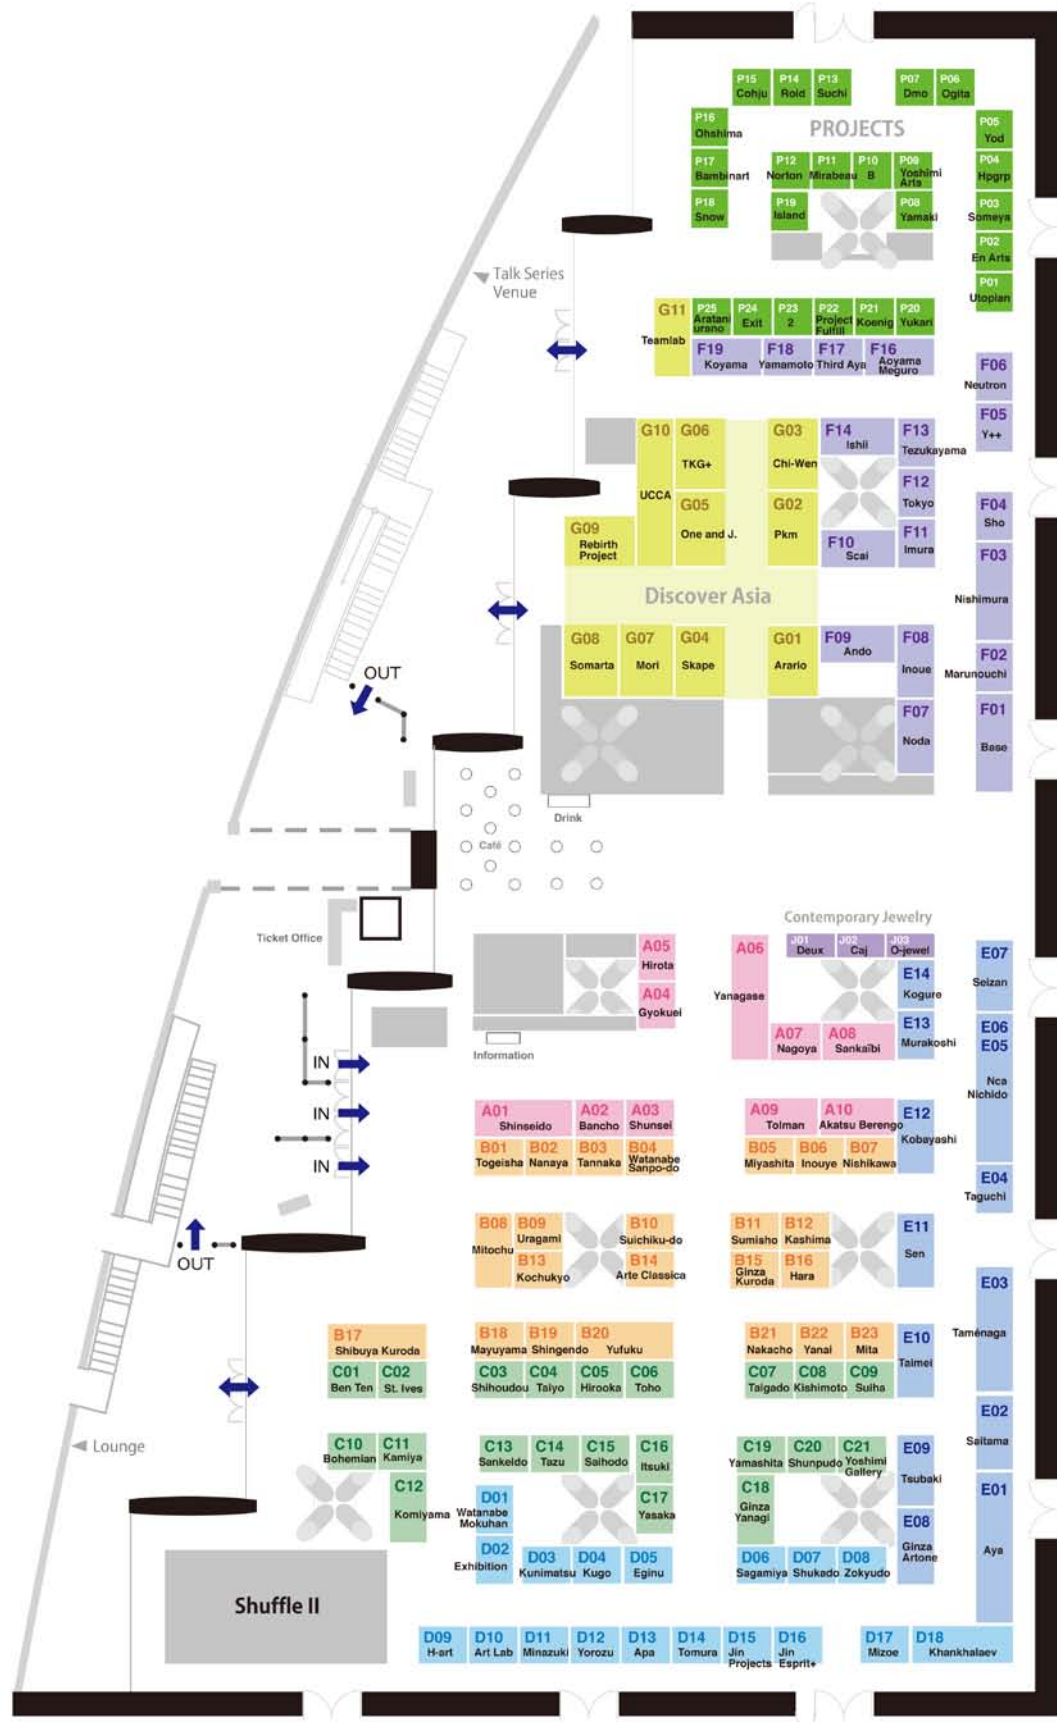 P15 Cohju
P14 Roid
P13 Suchi
P07 Dmo
P06 Ogita
P16 Ohshima
PROJECTS
P05 Yod
P17 Bambinart
P12 Norton
P11 Mirabeau
P10 B
P09 Yoshimi Arts
P04 Hpgrp
P18 Snow
P19 Island
P08 Yamaki
P03 Someya
P02 En Arts
P01 Utopian
Talk Series
Venue
G11 Teamlab
P25 Aratani urano
P24 Exit
P23 2
P22 Project Fulfill
P21 Koenig
P20 Yukari
F19 Koyama
F18 Yamamoto
F17 Third Aya
F16 Aoyama Meguro
F06 Neutron
F05 Y++
G10 UCCA
G06 TKG+
G03 Chi-Wen
F14 Ishii
F13 Tezukayama
F12 Tokyo
G05 One and J.
G02 Pkm
F10 Scai
F11 Imura
F04 Sho
F03 Nishimura
G09 Rebirth Project
Discover Asia
G08 Somarta
G07 Mori
G04 Skape
G01 Arario
F09 Ando
F08 Inoue
F02 Marunouchi
F07 Noda
F01 Base
OUT
Drink
Café
Ticket Office
Contemporary Jewelry
A05 Hirota
A04 Gyokuei
A06 Yanagase
J01 Deux
J02 Caj
J03 O-jewel
E14 Kogure
E07 Seizan
A07 Nagoya
A08 Sankaïbi
E13 Murakoshi
E06
E05
Nca
Nichido
Information
IN
IN
IN
A01 Shinseido
A02 Bancho
A03 Shunsei
A09 Tolman
A10 Akatsu Berengo
E12 Kobayashi
B01 Togeisha
B02 Nanaya
B03 Tannaka
B04 Watanabe Sanpo-do
B05 Miyashita
B06 Inouye
B07 Nishikawa
E04 Taguchi
OUT
B08 Mitochu
B09 Uragami
B10 Suichiku-do
B11 Sumisho
B12 Kashima
E11 Sen
B13 Kochukyo
B14 Arte Classica
B15 Ginza Kuroda
B16 Hara
E03 Taménaga
B17 Shibuya Kuroda
B18 Mayuyama
B19 Shingendo
B20 Yufuku
B21 Nakacho
B22 Yanai
B23 Mita
E10 Taimei
C01 Ben Ten
C02 St. Ives
C03 Shihoudou
C04 Taiyo
C05 Hirooka
C06 Toho
C07 Taigado
C08 Kishimoto
C09 Suiha
E02 Saitama
Lounge
C10 Bohemian
C11 Kamiya
C13 Sankeido
C14 Tazu
C15 Saihodo
C16 Itsuki
C19 Yamashita
C20 Shunpudo
C21 Yoshimi Gallery
E09 Tsubaki
C12 Komiyama
D01 Watanabe Mokuhan
C17 Yasaka
C18 Ginza Yanagi
E01 Aya
E08 Ginza Artone
D02 Exhibition
D03 Kunimatsu
D04 Kugo
D05 Eginu
D06 Sagamiya
D07 Shukado
D08 Zokyudo
Shuffle II
D09 H-art
D10 Art Lab
D11 Minazuki
D12 Yorozu
D13 Apa
D14 Tomura
D15 Jin Projects
D16 Jin Esprit+
D17 Mizoe
D18 Khankhalaev